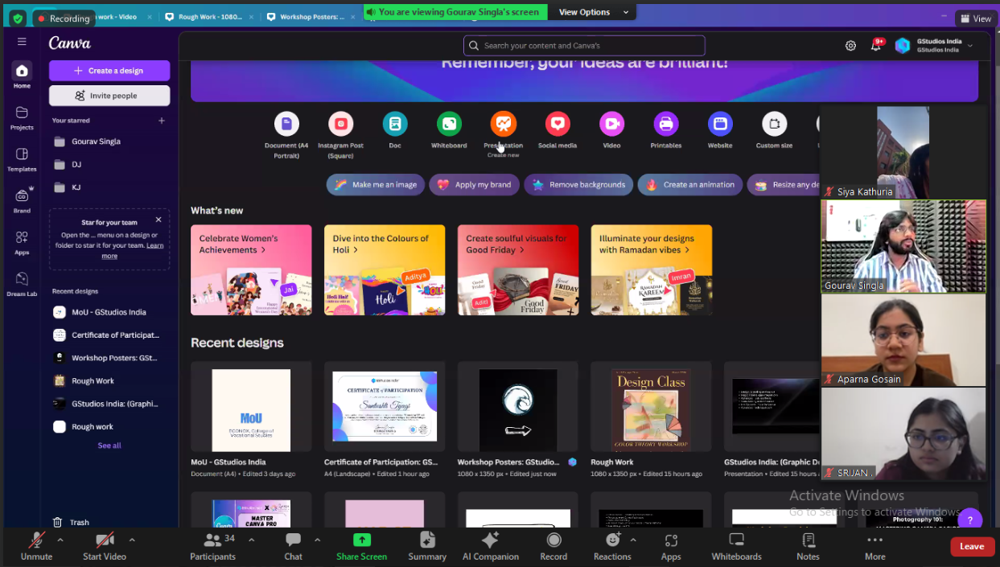 Recording
work - Video
Rough Work - 1080...
Workshop Posters: ...
You are viewing Gourav Singla's screen
View Options
View
Canva
Search your content and Canva's
9+
GStudios India
GStudios India
Create a design
Home
Invite people
Remember, your ideas are brilliant!
Your starred
Projects
Gourav Singla
Templates
DJ
KJ
Brand
Apps
Dream Lab
Star for your team
Open the ... menu on a design or
folder to star it for your team. Learn
more
Recent designs
MoU - GStudios India
Certificate of Participat...
Workshop Posters: GSt...
Rough Work
GStudios India: (Graphi...
Rough work
See all
Trash
Document (A4
Portrait)
Instagram Post
(Square)
Doc
Whiteboard
Presentation
Create new
Social media
Video
Printables
Website
Custom size
Make me an image
Apply my brand
Remove backgrounds
Create an animation
Resize any de
What's new
Celebrate Women's
Achievements >
Jai
Dive into the Colours of
Holi >
Aditya
Holi
Create soulful visuals for
Good Friday >
Aditi
Good
Friday
Illuminate your designs
with Ramadan vibes >
Imran
RAMADAN
KAREEM
Recent designs
MoU
ECONOX, College of
Vocational Studies
CERTIFICATE of PARTICIPATION
Santushti Tyagi
Design Class
COLOR THEORY WORKSHOP
MoU - GStudios India
Document (A4) • Edited 3 days ago
Certificate of Participation: GS...
A4 (Landscape) • Edited 1 hour ago
Workshop Posters: GStudio...
1080 x 1350 px • Edited just now
Rough Work
1080 x 1350 px • Edited 15 hours ago
GStudios India: (Graphic D
Presentation • Edited 15 hours
MASTER
CANVA PRO
Photography 101:
Siya Kathuria
Gourav Singla
Aparna Gosain
SRIJAN .
Activate Windows
Go to Settings to activate Windows.
?
Unmute
Start Video
34
Participants
Chat
Share Screen
Summary
AI Companion
Record
Reactions
Apps
Whiteboards
Notes
More
Leave